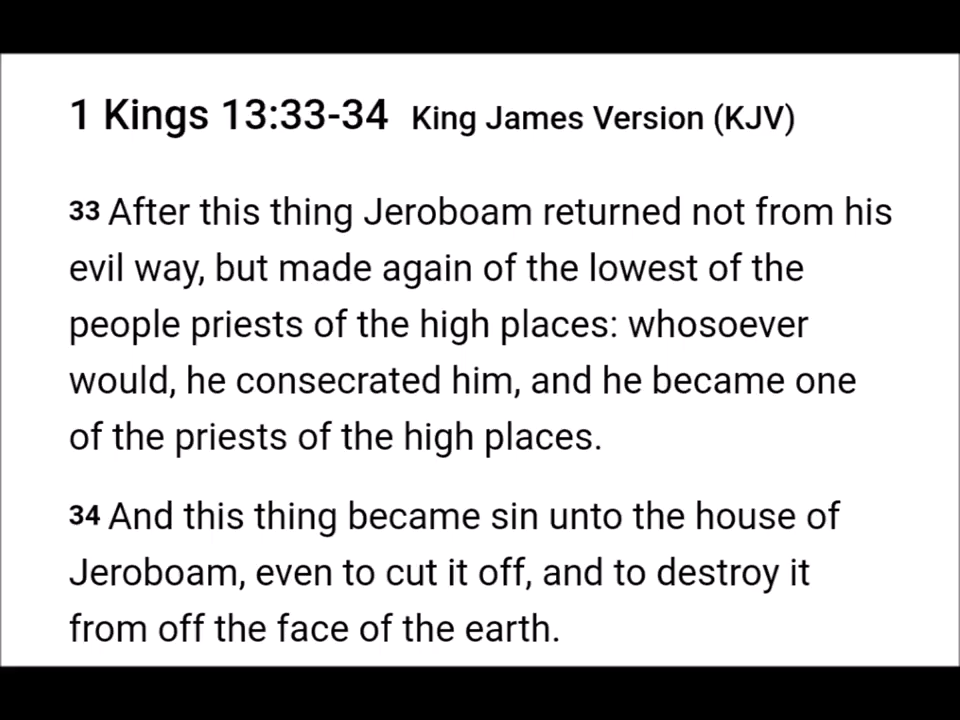 1 Kings 13:33-34 King James Version (KJV)
33 After this thing Jeroboam returned not from his
evil way, but made again of the lowest of the
people priests of the high places: whosoever
would, he consecrated him, and he became one
of the priests of the high places.
34 And this thing became sin unto the house of
Jeroboam, even to cut it off, and to destroy it
from off the face of the earth.